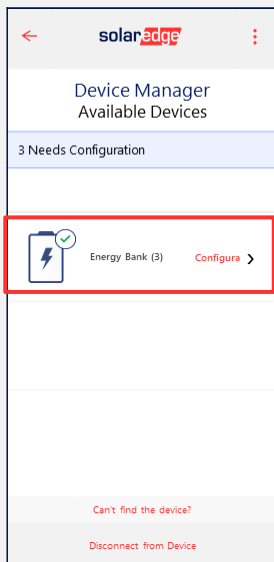 solaredge
Device Manager
Available Devices
3 Needs Configuration
Energy Bank (3) Configura
Can't find the device?
Disconnect from Device